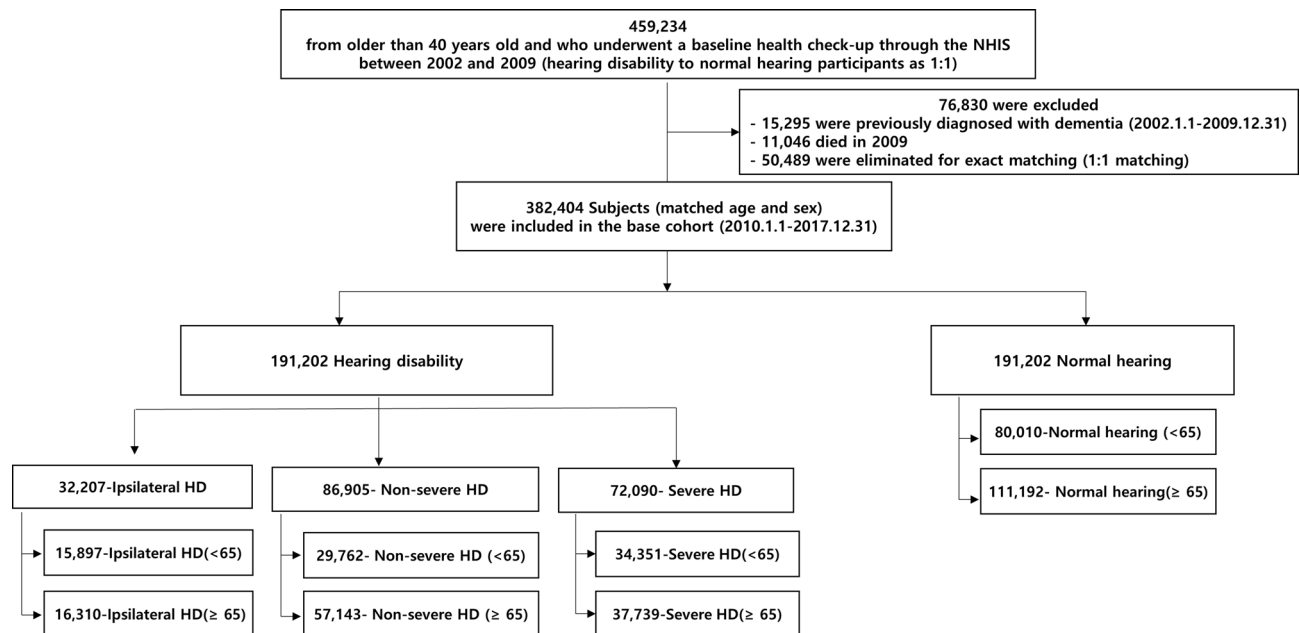 459,234
from older than 40 years old and who underwent a baseline health check-up through the NHIS
between 2002 and 2009 (hearing disability to normal hearing participants as 1:1)
76,830 were excluded
- 15,295 were previously diagnosed with dementia (2002.1.1-2009.12.31)
- 11,046 died in 2009
- 50,489 were eliminated for exact matching (1:1 matching)
382,404 Subjects (matched age and sex)
were included in the base cohort (2010.1.1-2017.12.31)
191,202 Hearing disability
191,202 Normal hearing
80,010-Normal hearing (<65)
111,192- Normal hearing(≥ 65)
32,207-Ipsilateral HD
86,905- Non-severe HD
72,090- Severe HD
15,897-Ipsilateral HD(<65)
29,762- Non-severe HD (<65)
34,351-Severe HD(<65)
16,310-Ipsilateral HD(≥ 65)
57,143- Non-severe HD (≥ 65)
37,739-Severe HD(≥ 65)